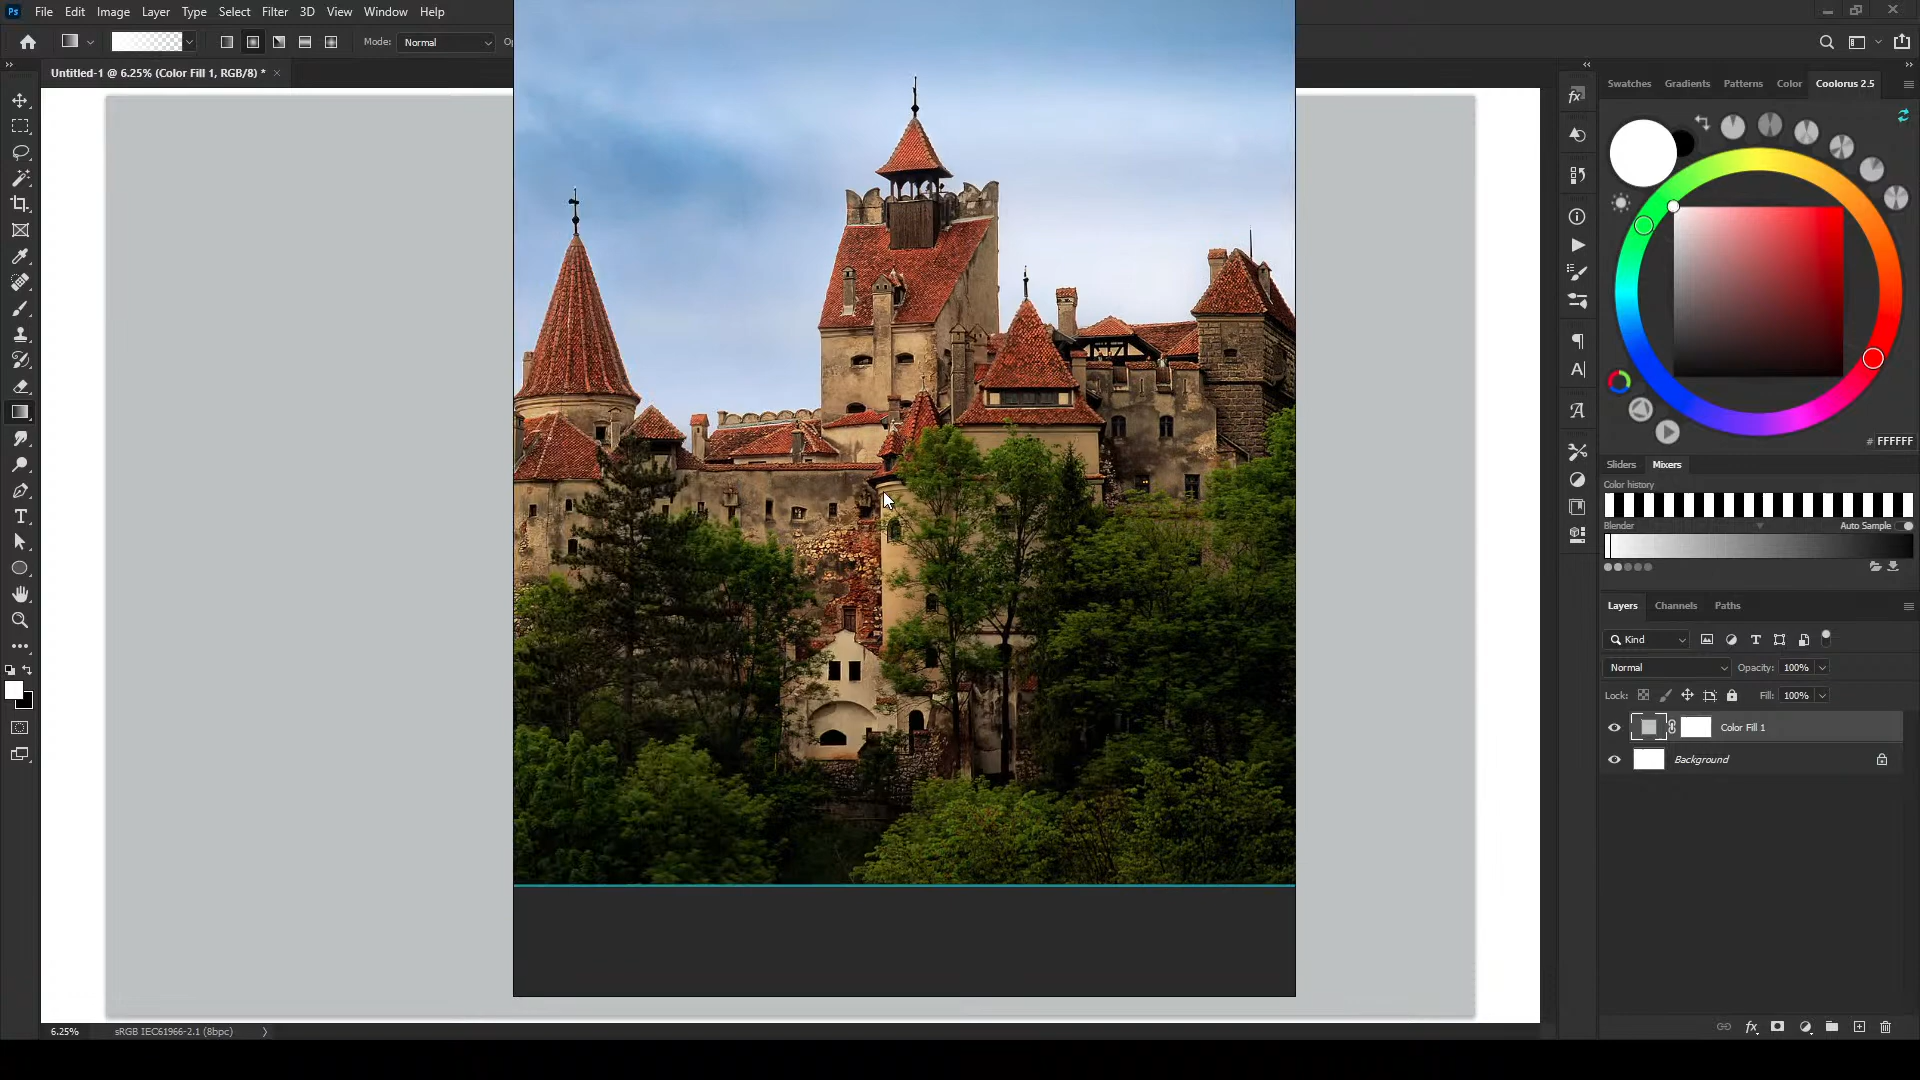 Ps File Edit Image Layer Type Select Filter 3D View Window Help
Mode: Normal
Untitled-1 @ 6.25% (Color Fill 1, RGB/8) *
Swatches Gradients Patterns Color Coolorus 2.5
# FFFFFF
Sliders Mixers
Color history
Blender Auto Sample
Layers Channels Paths
Kind
Normal Opacity: 100%
Lock: Fill: 100%
Color Fill 1
Background
6.25% sRGB IEC61966-2.1 (8bpc)